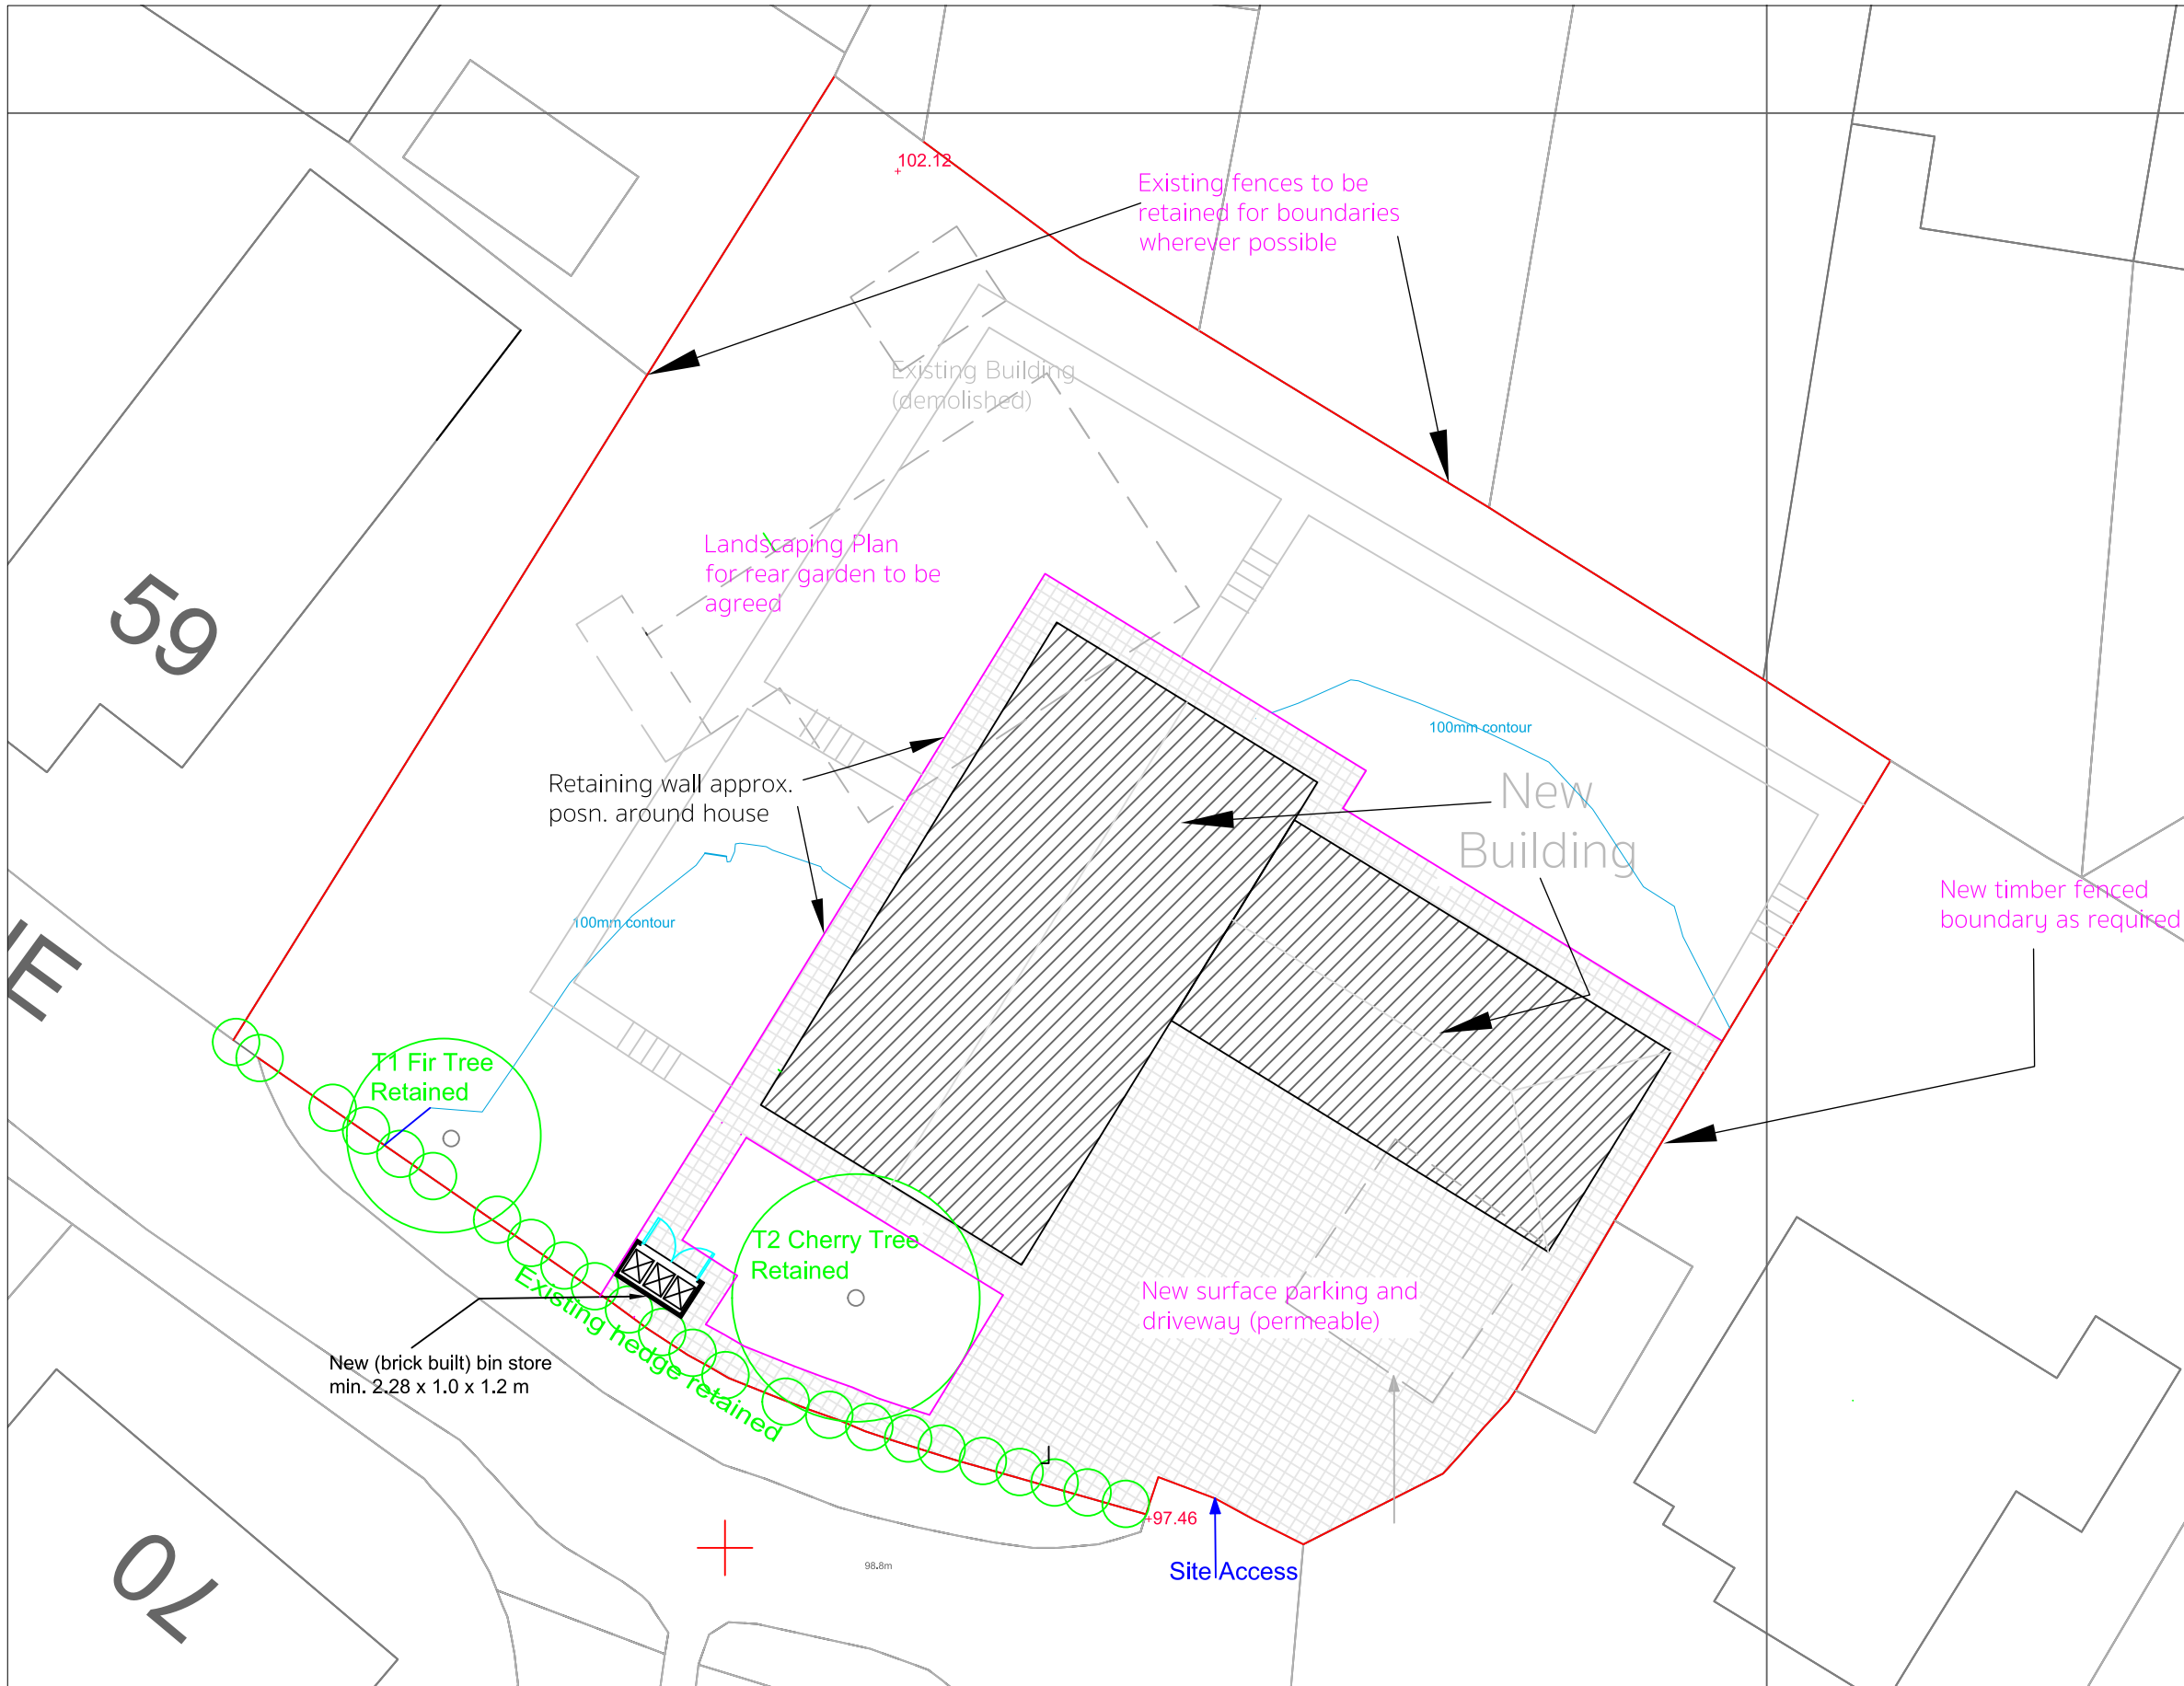 102.12
Existing fences to be
retained for boundaries
wherever possible
Existing Building
(demolished)
Landscaping Plan
for rear garden to be
agreed
59
100mm contour
New
Building
Retaining wall approx.
posn. around house
New timber fenced
boundary as required
100mm contour
T1 Fir Tree
Retained
T2 Cherry Tree
Retained
New surface parking and
driveway (permeable)
Existing hedge retained
New (brick built) bin store
min. 2.28 x 1.0 x 1.2 m
97.46
98.8m
Site Access
70